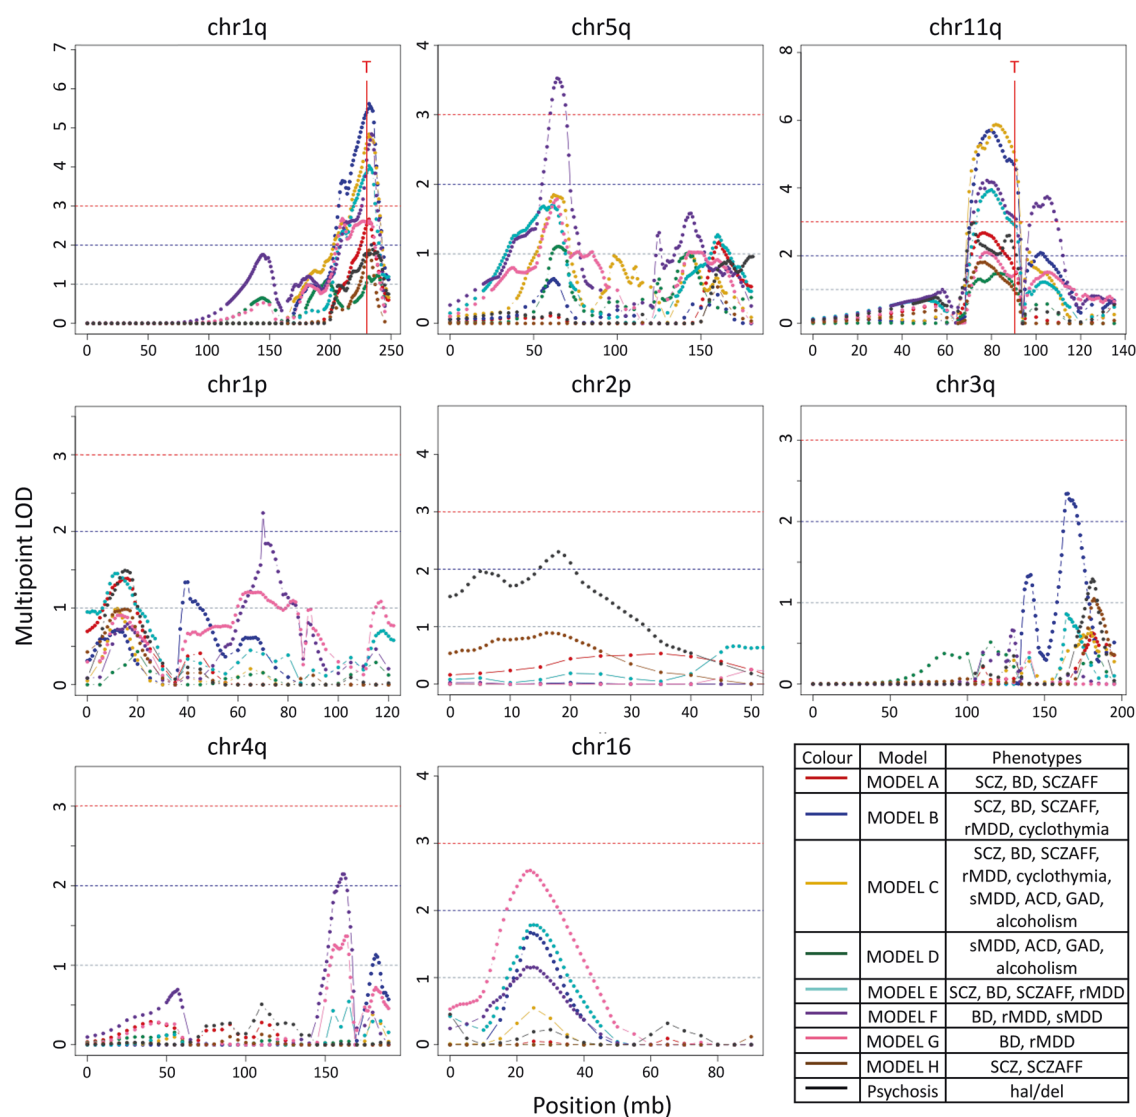 chr1q
chr5q
chr11q
T
T
7
6
5
4
3
2
1
0
4
3
2
1
0
8
6
4
2
0
0 50 100 150 200 250
0 50 100 150
0 20 40 60 80 100 120 140
chr1p
chr2p
chr3q
Multipoint LOD
3
2
1
0
4
3
2
1
0
3
2
1
0
0 20 40 60 80 100 120
0 10 20 30 40 50
0 50 100 150 200
chr4q
chr16
3
2
1
0
4
3
2
1
0
0 50 100 150
0 20 40 60 80
Position (mb)
Colour Model Phenotypes
MODEL A SCZ, BD, SCZAFF
MODEL B SCZ, BD, SCZAFF,
rMDD, cyclothymia
MODEL C SCZ, BD, SCZAFF,
rMDD, cyclothymia,
sMDD, ACD, GAD,
alcoholism
MODEL D sMDD, ACD, GAD,
alcoholism
MODEL E SCZ, BD, SCZAFF, rMDD
MODEL F BD, rMDD, sMDD
MODEL G BD, rMDD
MODEL H SCZ, SCZAFF
Psychosis hal/del